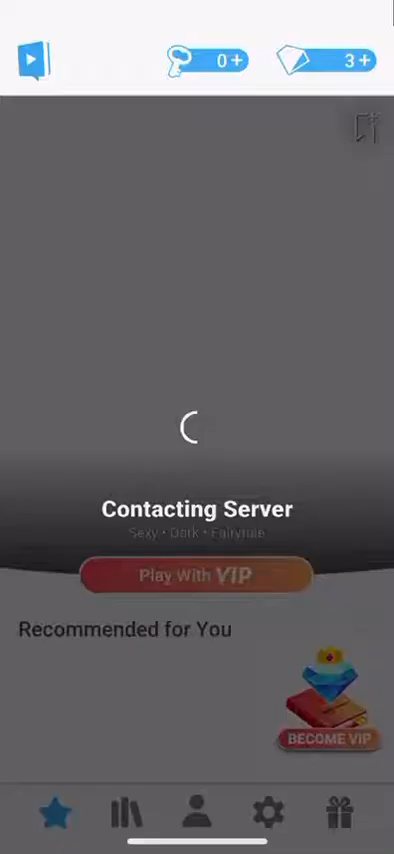 0+
3+
Contacting Server
Sexy • Dark • Fairytale
Play With VIP
Recommended for You
BECOME VIP